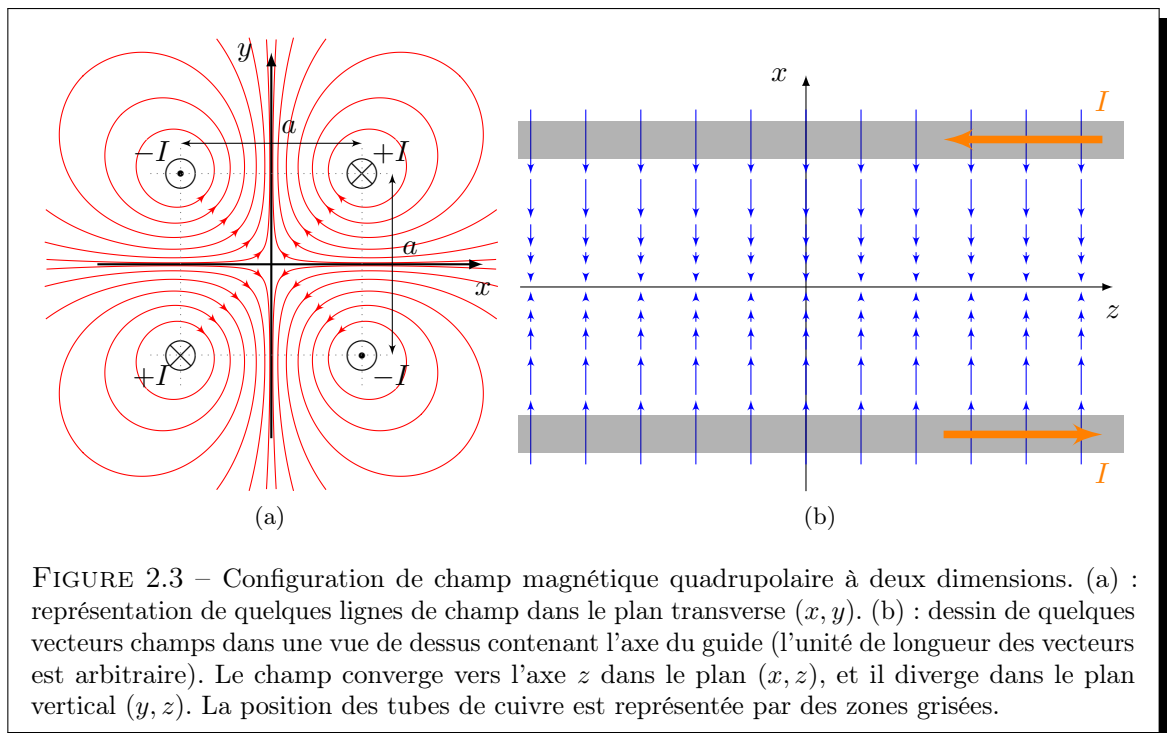 y
a
−I
+I
a
x
+I
−I
(a)
x
I
z
I
(b)
FIGURE 2.3 – Configuration de champ magnétique quadrupolaire à deux dimensions. (a) :
représentation de quelques lignes de champ dans le plan transverse (x, y). (b) : dessin de quelques
vecteurs champs dans une vue de dessus contenant l'axe du guide (l'unité de longueur des vecteurs
est arbitraire). Le champ converge vers l'axe z dans le plan (x, z), et il diverge dans le plan
vertical (y, z). La position des tubes de cuivre est représentée par des zones grisées.